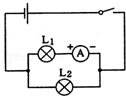 L₁ + A -
L₂